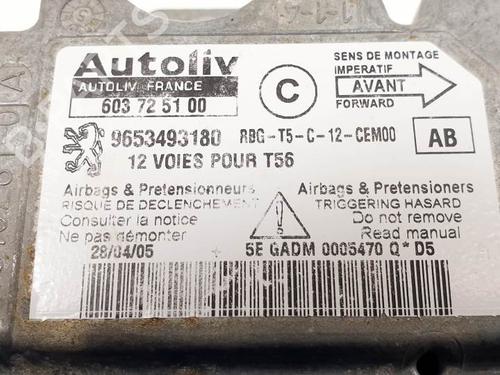 Autoliv
AUTOLIV FRANCE
603 72 51 00
C
SENS DE MONTAGE
IMPERATIF
AVANT
FORWARD
9653493180 RBG-T5-C-12-CEM00
AB
12 VOIES POUR T56
Airbags & Pretensionneurs
RISQUE DE DECLENCHEMENT
Consulter la notice
Ne pas démonter
28/04/05
Airbags & Pretensioners
TRIGGERING HASARD
Do not remove
Read manual
5E GADM 0005470 Q*D5